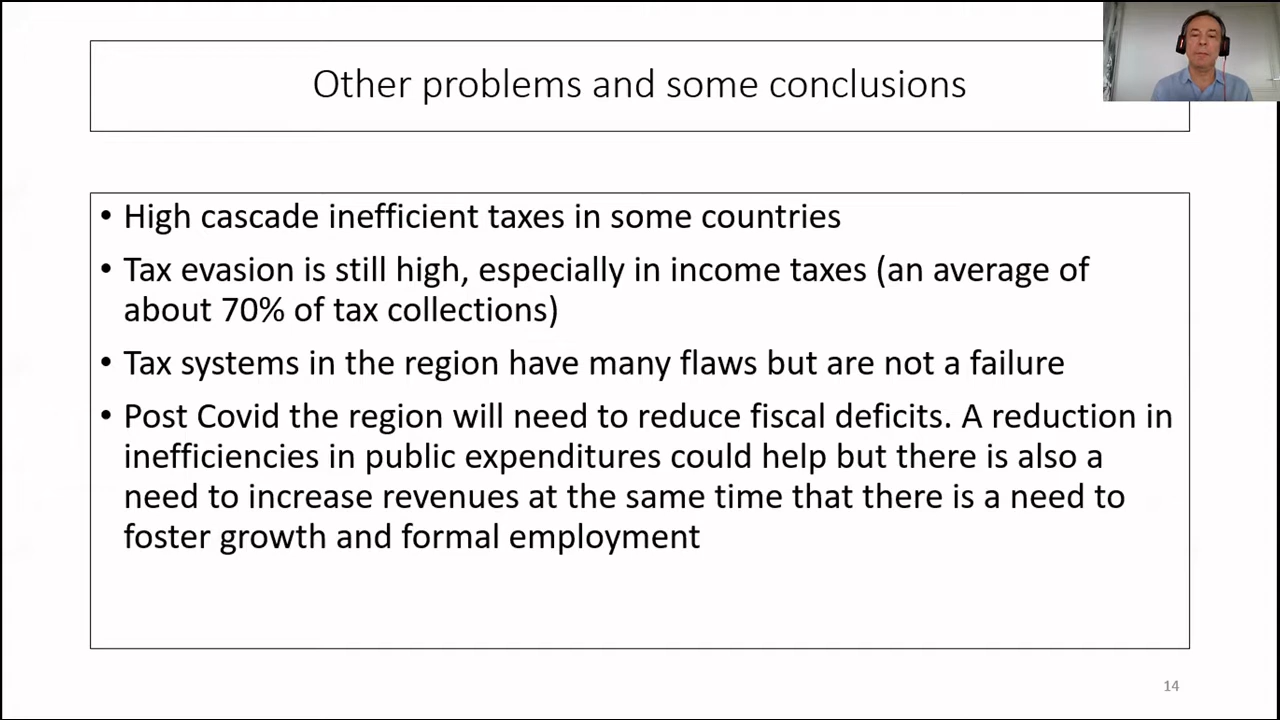 Other problems and some conclusions
• High cascade inefficient taxes in some countries
• Tax evasion is still high, especially in income taxes (an average of
about 70% of tax collections)
• Tax systems in the region have many flaws but are not a failure
• Post Covid the region will need to reduce fiscal deficits. A reduction in
inefficiencies in public expenditures could help but there is also a
need to increase revenues at the same time that there is a need to
foster growth and formal employment
14